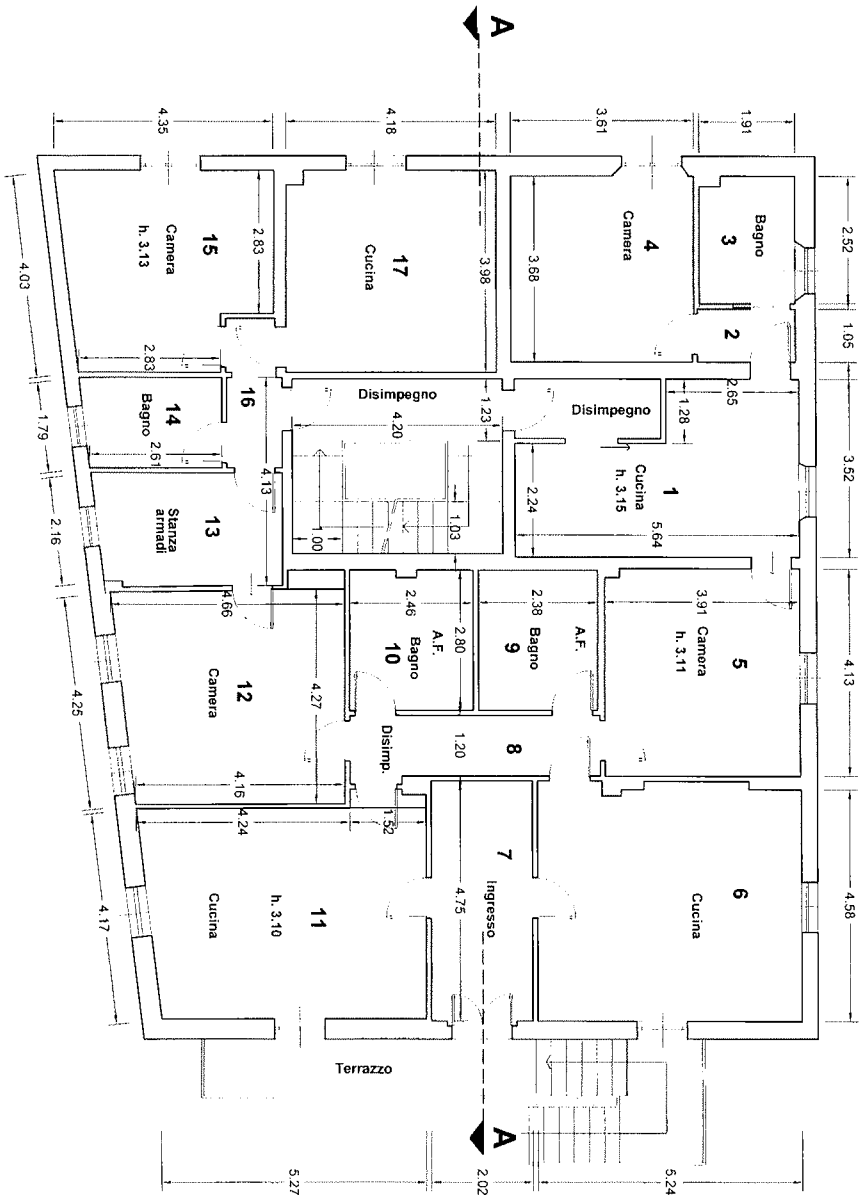 A
4.35
4.18
3.61
1.91
15
Camera
h. 3.13
2.83
2.83
4.03
17
Cucina
3.98
4
Camera
3.68
3
Bagno
2.52
2
1.05
16
14
Bagno
2.61
1.79
Disimpegno
4.20
1.23
Disimpegno
1.28
2.65
1
Cucina
h. 3.15
5.64
2.24
3.52
4.13
13
Stanza
armadi
2.16
1.00
1.03
4.66
12
Camera
4.27
4.16
4.25
2.46
10
Bagno
A.F.
2.80
2.38
9
Bagno
A.F.
3.91
5
Camera
h. 3.11
4.13
Disimp.
1.20
8
4.24
1.52
11
Cucina
h. 3.10
4.17
7
Ingresso
4.75
6
Cucina
4.58
Terrazzo
A
5.27
2.02
5.24